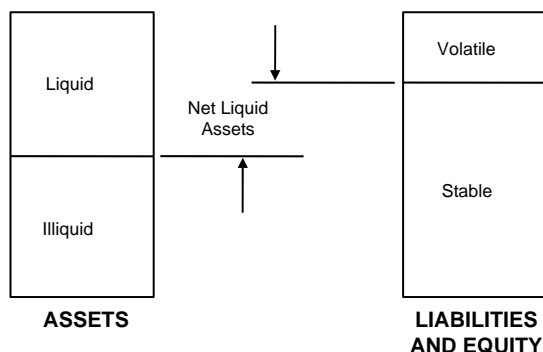 Volatile
Liquid
Net Liquid
Assets
Stable
Illiquid
ASSETS
LIABILITIES
AND EQUITY